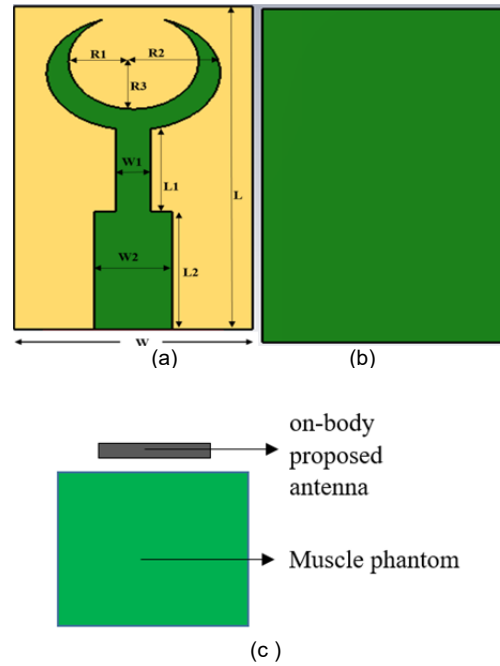 R1
R2
R3
W1
L1
L
W2
L2
W
(a)
(b)
on-body
proposed
antenna
Muscle phantom
(c )